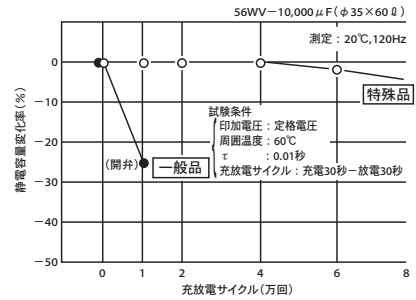 56WV−10,000μF(φ35×60ℓ)
測定：20℃,120Hz
0
−10
−20
−30
−40
−50
静電容量変化率(%)
特殊品
試験条件
印加電圧：定格電圧
周囲温度：60℃
τ　　　：0.01秒
充放電サイクル：充電30秒−放電30秒
(開弁)
一般品
0 1 2 4 6 8
充放電サイクル(万回)